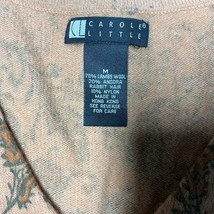 CAROLE
LITTLE
M
70% LAMBS WOOL
20% ANGORA
RABBIT HAIR
10% NYLON
MADE IN
HONG KONG
SEE REVERSE
FOR CARE